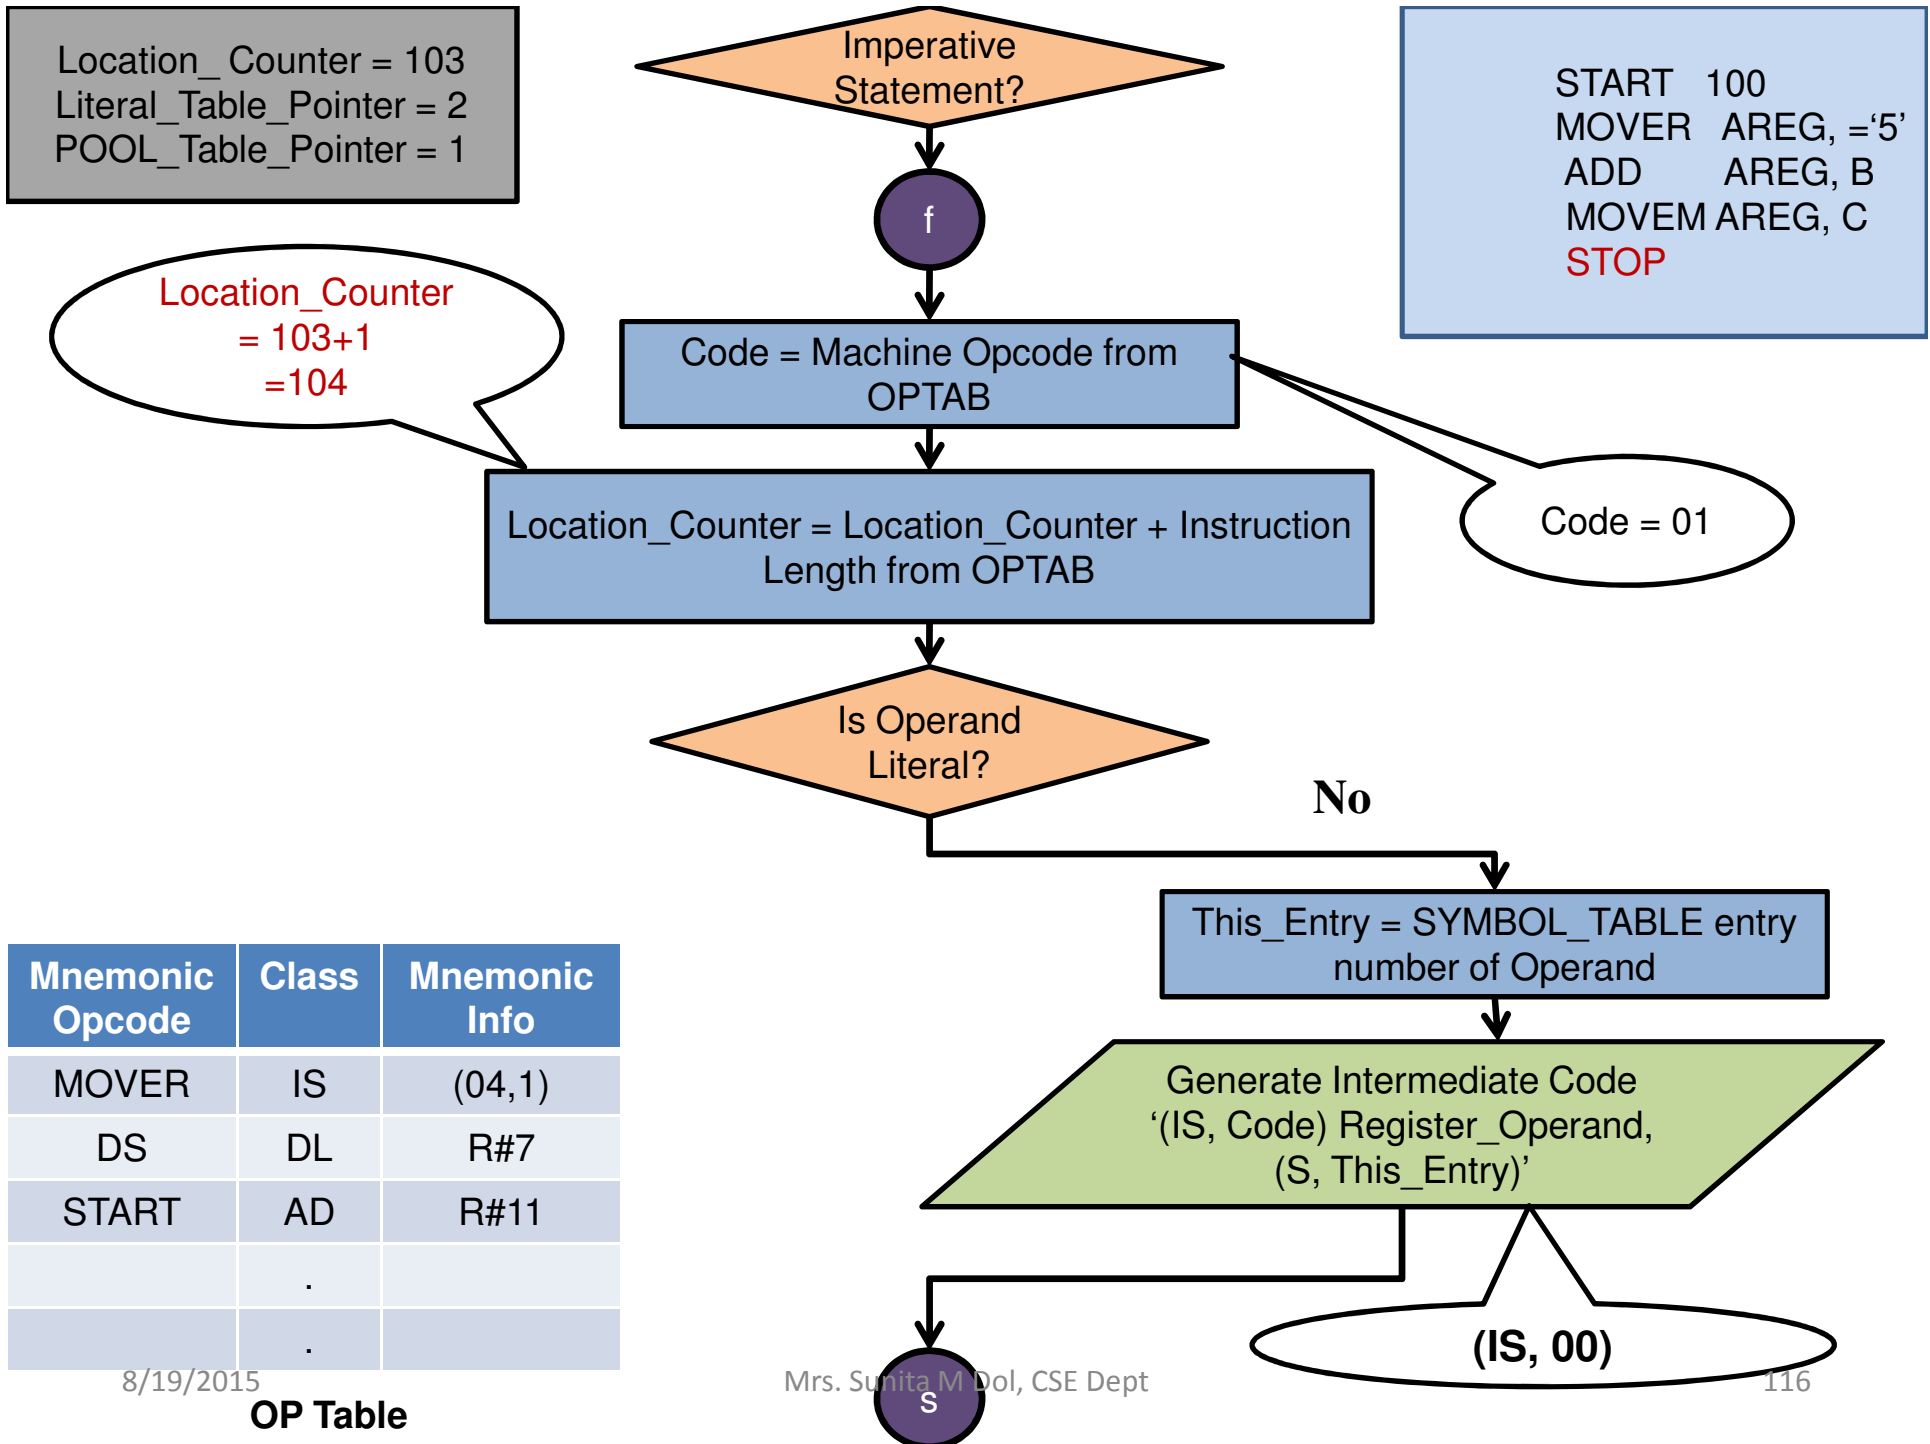 Location_ Counter = 103
Literal_Table_Pointer = 2
POOL_Table_Pointer = 1
Imperative
Statement?
START 100
MOVER AREG, =‘5’
ADD AREG, B
MOVEM AREG, C
STOP
f
Location_Counter
= 103+1
=104
Code = Machine Opcode from
OPTAB
Location_Counter = Location_Counter + Instruction
Length from OPTAB
Code = 01
Is Operand
Literal?
No
This_Entry = SYMBOL_TABLE entry
number of Operand
Generate Intermediate Code
‘(IS, Code) Register_Operand,
(S, This_Entry)’
(IS, 00)
s
Mnemonic Opcode Class Mnemonic Info
MOVER IS (04,1)
DS DL R#7
START AD R#11
.
.
OP Table
8/19/2015
Mrs. Sunita M Dol, CSE Dept
116